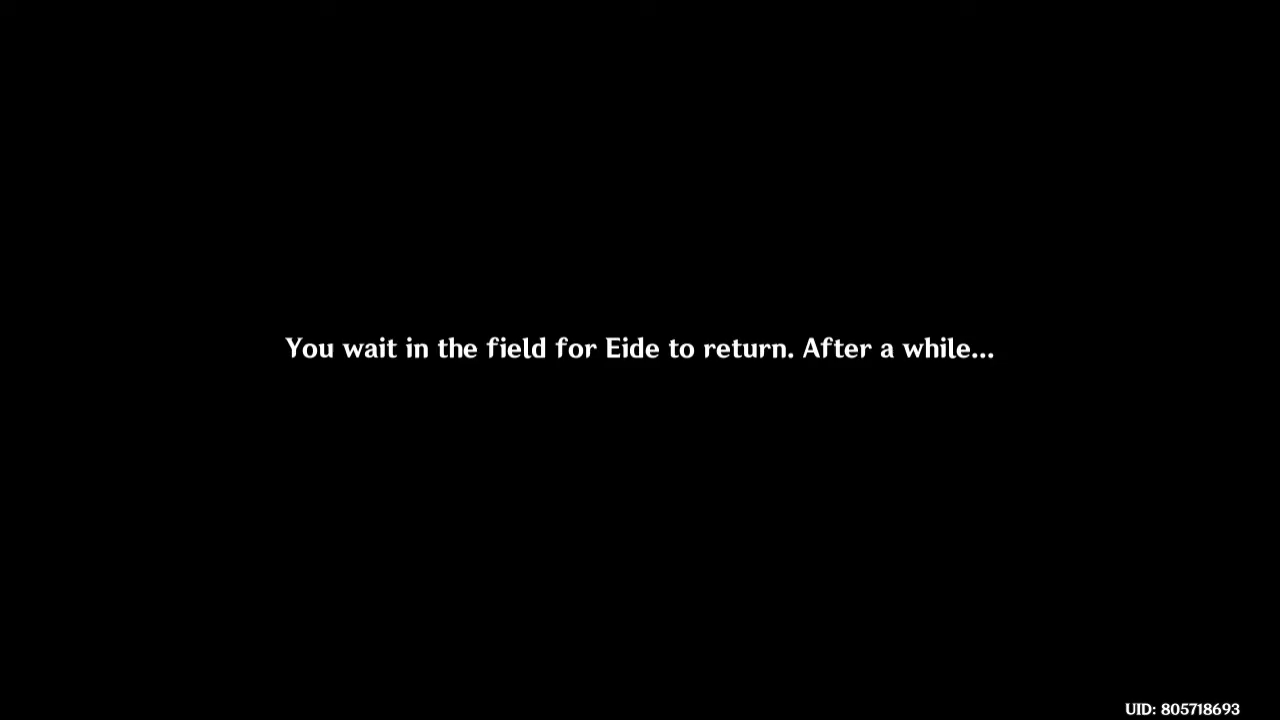 You wait in the field for Eide to return. After a while...
UID: 805718693